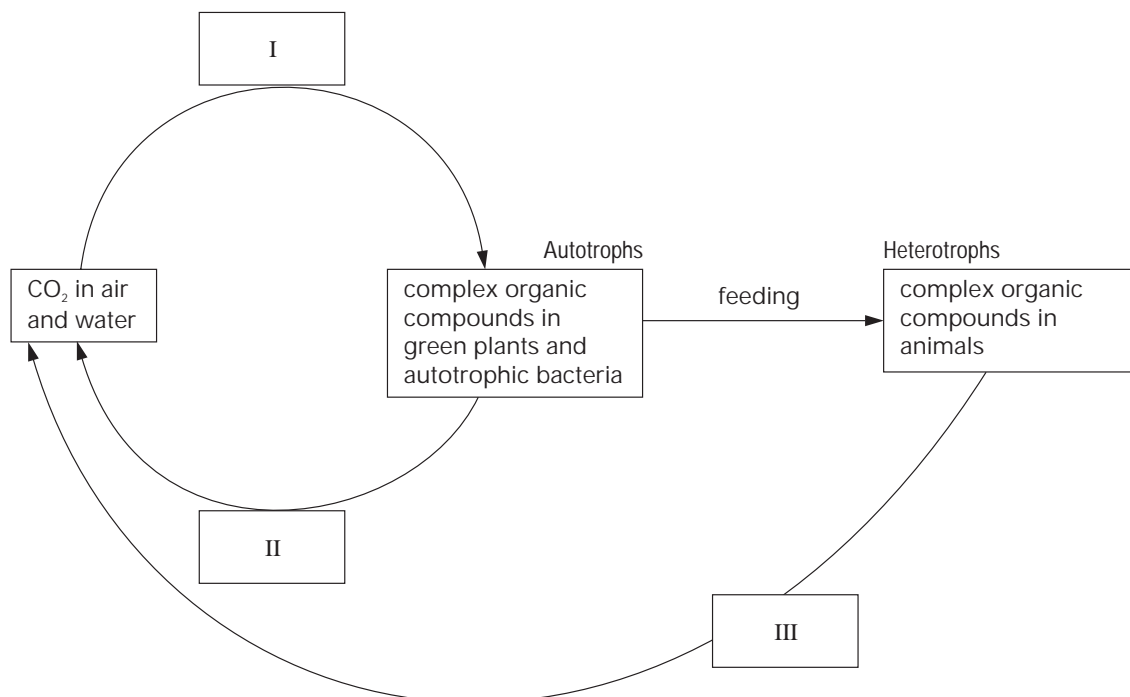 I
Autotrophs
Heterotrophs
CO₂ in air
and water
complex organic
compounds in
green plants and
autotrophic bacteria
feeding
complex organic
compounds in
animals
II
III